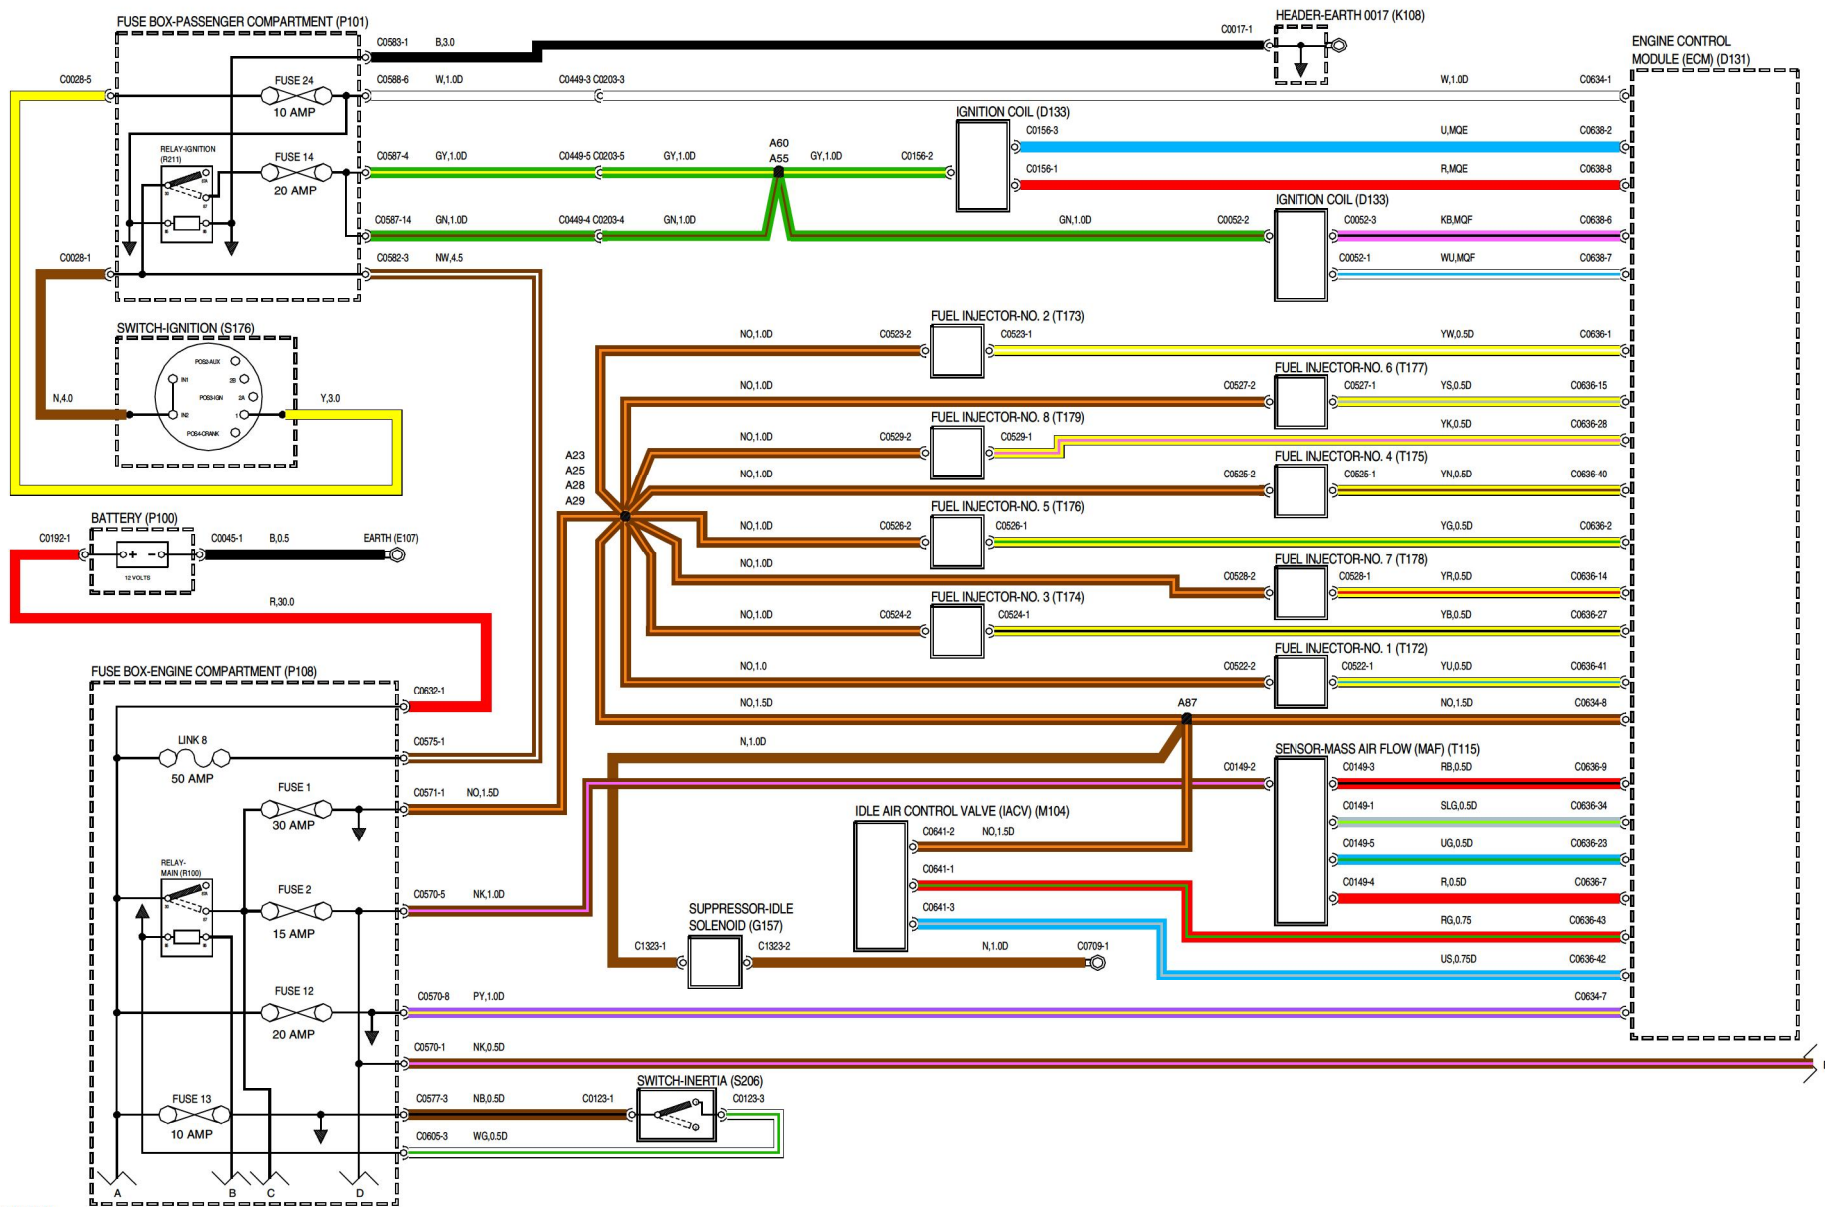 FUSE BOX-PASSENGER COMPARTMENT (P101)
C0583-1 B,3.0
C0017-1
HEADER-EARTH 0017 (K108)
ENGINE CONTROL
MODULE (ECM) (D131)
C0028-5
FUSE 24
10 AMP
C0588-6 W,1.0D
C0449-3 C0203-3
W,1.0D
C0634-1
IGNITION COIL (D133)
C0156-3
U,MQE
C0638-2
RELAY-IGNITION
(R211)
FUSE 14
20 AMP
C0587-4 GY,1.0D
C0449-5 C0203-5
GY,1.0D
A60
A55
GY,1.0D
C0156-2
C0156-1
R,MQE
C0638-8
IGNITION COIL (D133)
C0587-14 GN,1.0D
C0449-4 C0203-4
GN,1.0D
GN,1.0D
C0052-2
C0052-3
KB,MQF
C0638-6
C0028-1
C0582-3 NW,4.5
C0052-1
WU,MQF
C0638-7
SWITCH-IGNITION (S176)
POS2-AUX
IN1
2B
POS3-IGN
2A
IN2
1
POS4-CRANK
N,4.0
Y,3.0
FUEL INJECTOR-NO. 2 (T173)
NO,1.0D
C0523-2
C0523-1
YW,0.5D
C0636-1
FUEL INJECTOR-NO. 6 (T177)
NO,1.0D
C0527-2
C0527-1
YS,0.5D
C0636-15
FUEL INJECTOR-NO. 8 (T179)
NO,1.0D
C0529-2
C0529-1
YK,0.5D
C0636-28
A23
A25
A28
A29
FUEL INJECTOR-NO. 4 (T175)
NO,1.0D
C0525-2
C0525-1
YN,0.5D
C0636-40
FUEL INJECTOR-NO. 5 (T176)
NO,1.0D
C0526-2
C0526-1
YG,0.5D
C0636-2
BATTERY (P100)
C0192-1
12 VOLTS
C0045-1
B,0.5
EARTH (E107)
R,30.0
FUEL INJECTOR-NO. 7 (T178)
NO,1.0D
C0528-2
C0528-1
YR,0.5D
C0636-14
FUEL INJECTOR-NO. 3 (T174)
NO,1.0D
C0524-2
C0524-1
YB,0.5D
C0636-27
FUEL INJECTOR-NO. 1 (T172)
NO,1.0
C0522-2
C0522-1
YU,0.5D
C0636-41
FUSE BOX-ENGINE COMPARTMENT (P108)
C0632-1
NO,1.5D
A87
NO,1.5D
C0634-8
LINK 8
50 AMP
C0575-1
N,1.0D
SENSOR-MASS AIR FLOW (MAF) (T115)
C0149-2
C0149-3
RB,0.5D
C0636-9
FUSE 1
30 AMP
C0571-1
NO,1.5D
IDLE AIR CONTROL VALVE (IACV) (M104)
C0149-1
SLG,0.5D
C0636-34
C0641-2
NO,1.5D
C0149-5
UG,0.5D
C0636-23
RELAY-
MAIN (R100)
C0641-1
C0149-4
R,0.5D
C0636-7
FUSE 2
15 AMP
C0570-5
NK,1.0D
SUPPRESSOR-IDLE
SOLENOID (G157)
C0641-3
RG,0.75
C0636-43
C1323-1
C1323-2
N,1.0D
C0709-1
US,0.75D
C0636-42
FUSE 12
20 AMP
C0570-8
PY,1.0D
C0634-7
C0570-1
NK,0.5D
SWITCH-INERTIA (S206)
FUSE 13
10 AMP
C0577-3
NB,0.5D
C0123-1
C0123-3
C0605-3
WG,0.5D
A
B
C
D